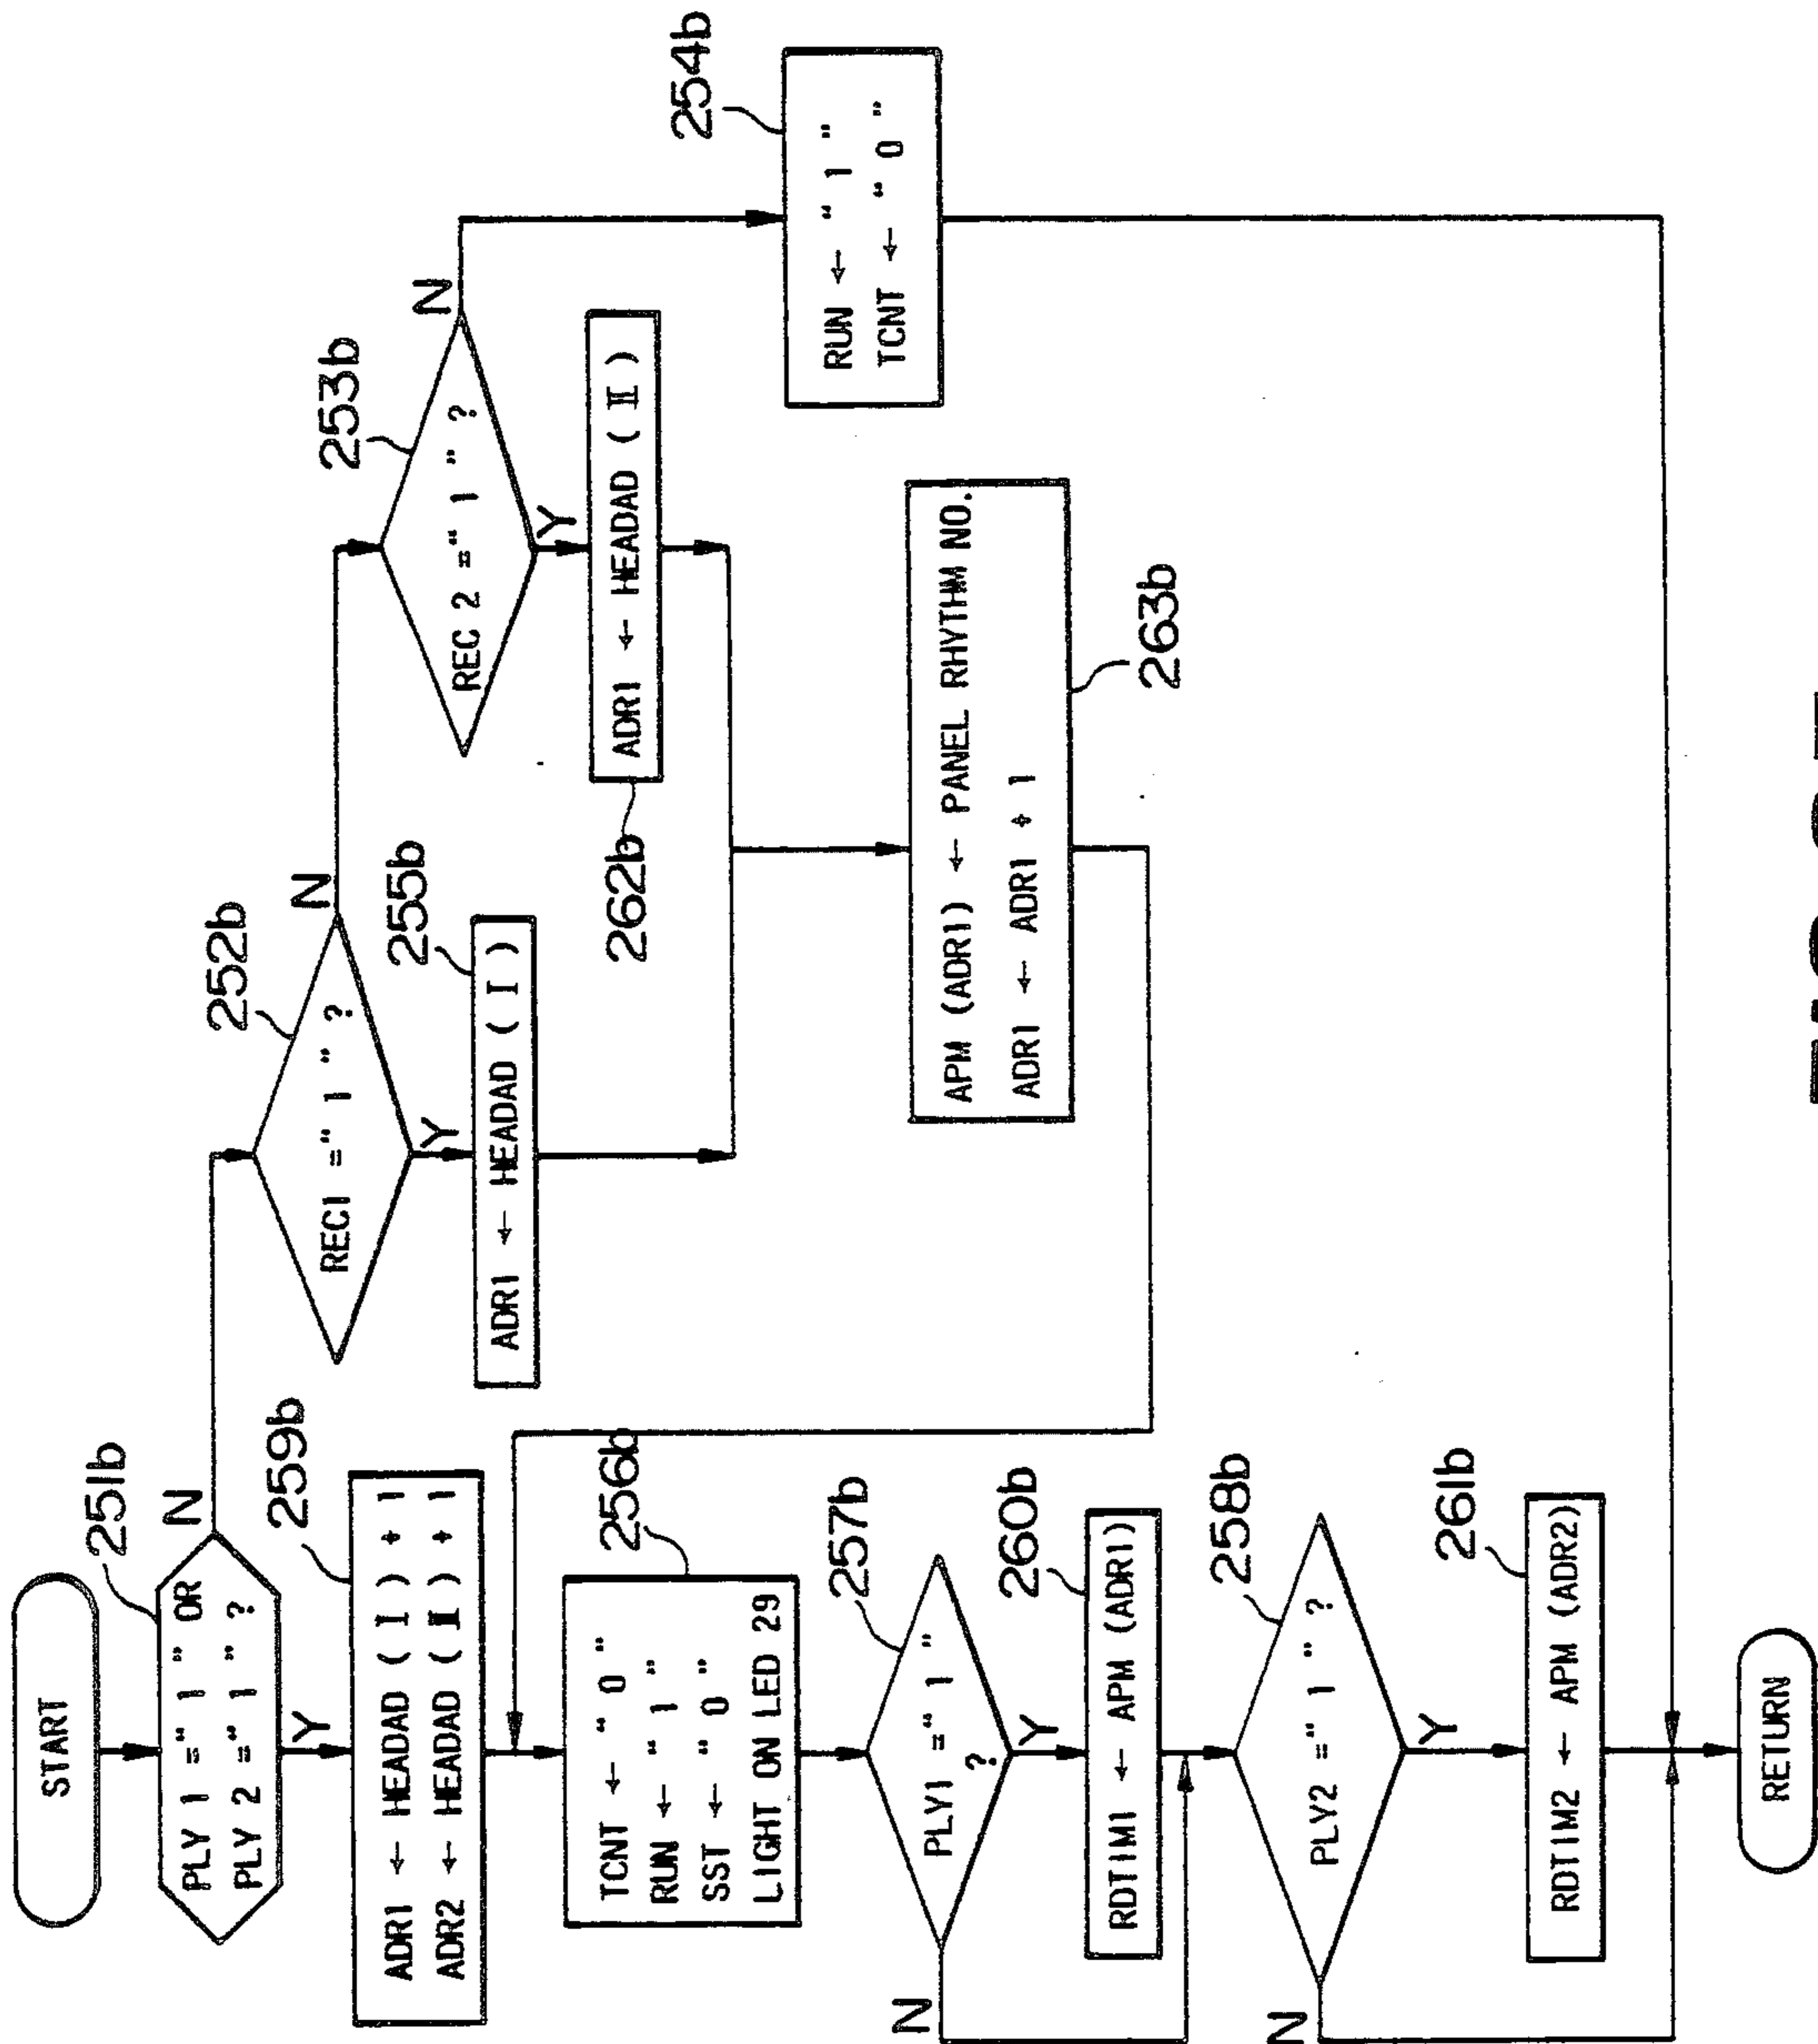 START
251b
PLY 1 ="1" OR
PLY 2 ="1" ?
N
Y
259b
ADR1 ← HEADAD ( I ) + 1
ADR2 ← HEADAD ( II ) + 1
256b
TCNT ← "0"
RUN ← "1"
SST ← "0"
LIGHT ON LED 29
257b
PLY1 ="1"
?
N
Y
260b
RDTIM1 ← APM (ADR1)
258b
PLY2 ="1" ?
N
Y
261b
RDTIM2 ← APM (ADR2)
RETURN
252b
REC1 ="1" ?
N
Y
255b
ADR1 ← HEADAD ( I )
253b
REC 2 ="1" ?
N
Y
262b
ADR1 ← HEADAD ( II )
263b
APM (ADR1) ← PANEL RHYTHM NO.
ADR1 ← ADR1 + 1
254b
RUN ← "1"
TCNT ← "0"